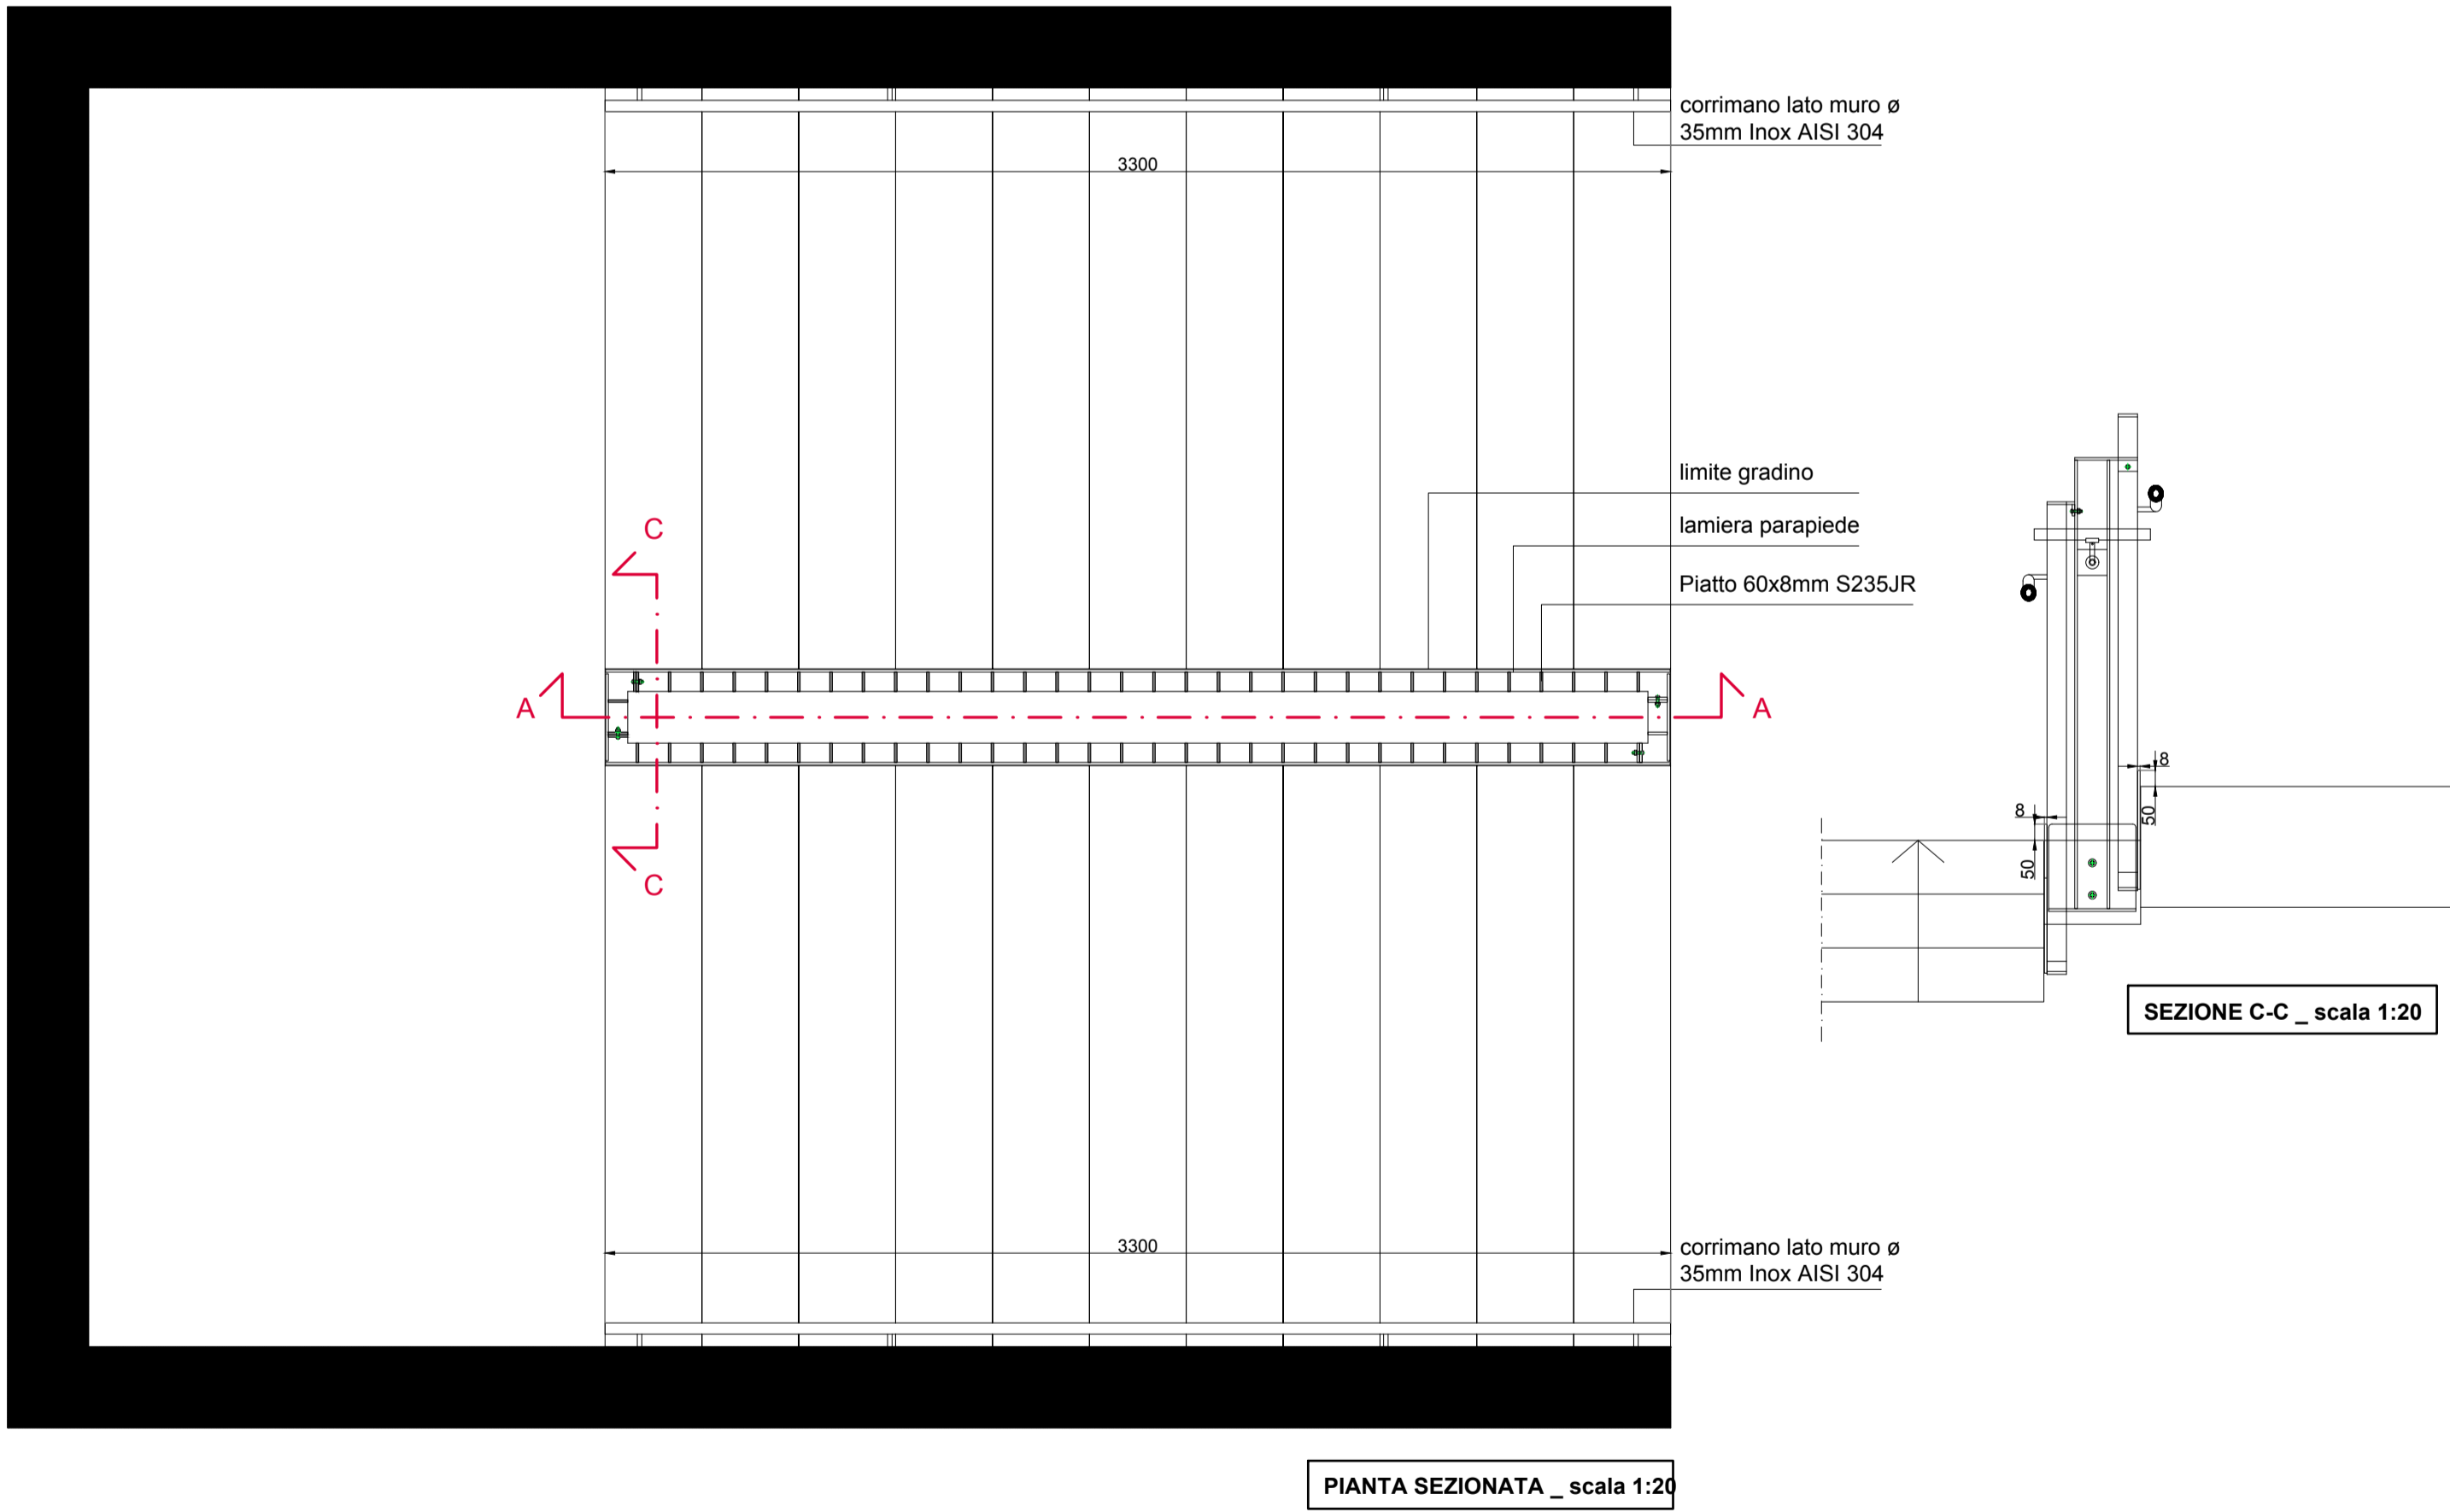 corrimano lato muro ø
35mm Inox AISI 304
3300
limite gradino
lamiera parapiede
Piatto 60x8mm S235JR
C
A
A
C
8
50
8
50
SEZIONE C-C _ scala 1:20
3300
corrimano lato muro ø
35mm Inox AISI 304
PIANTA SEZIONATA _ scala 1:20